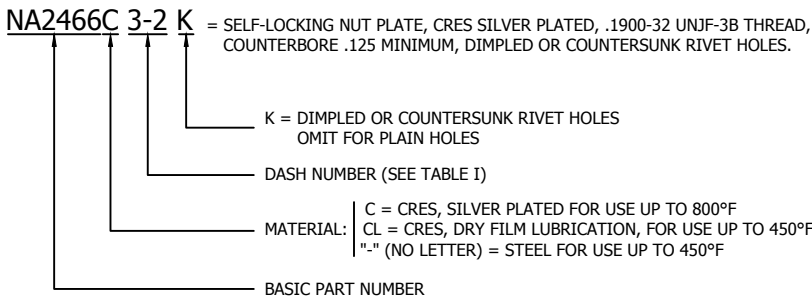 NA2466C 3-2 K = SELF-LOCKING NUT PLATE, CRES SILVER PLATED, .1900-32 UNJF-3B THREAD,
COUNTERBORE .125 MINIMUM, DIMPLED OR COUNTERSUNK RIVET HOLES.
K = DIMPLED OR COUNTERSUNK RIVET HOLES
OMIT FOR PLAIN HOLES
DASH NUMBER (SEE TABLE I)
C = CRES, SILVER PLATED FOR USE UP TO 800°F
MATERIAL: CL = CRES, DRY FILM LUBRICATION, FOR USE UP TO 450°F
"-" (NO LETTER) = STEEL FOR USE UP TO 450°F
BASIC PART NUMBER